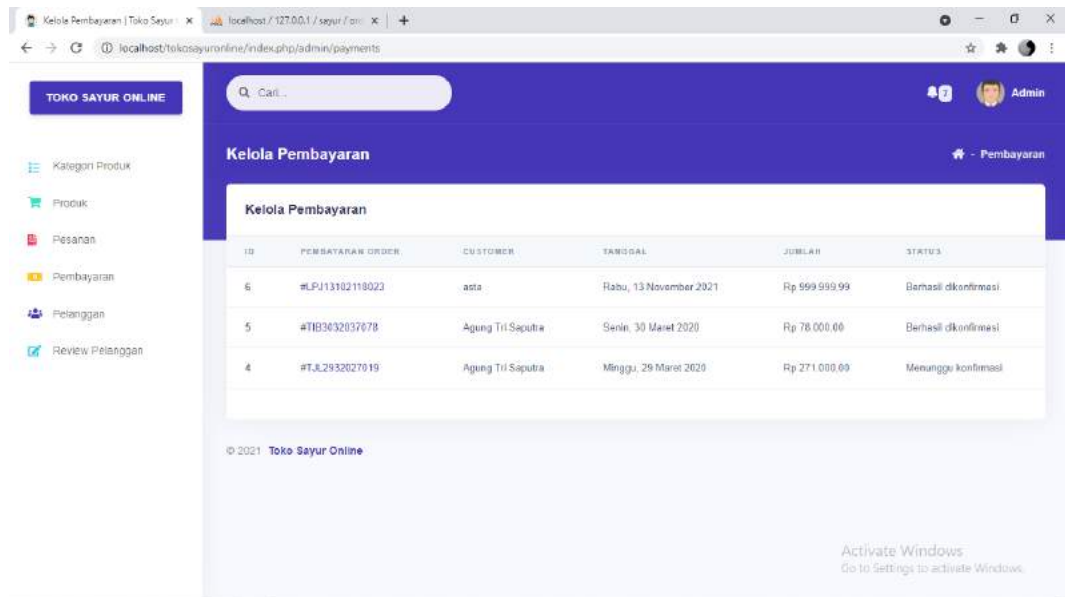 Kelola Pembayaran | Toko Sayur
localhost / 127.0.0.1 / sayur / ord
localhost/tokosayuronline/index.php/admin/payments
TOKO SAYUR ONLINE
Cari...
7 Admin
Kelola Pembayaran
- Pembayaran
Kategori Produk
Produk
Pesanan
Pembayaran
Pelanggan
Review Pelanggan
Kelola Pembayaran
ID PEMBAYARAN ORDER CUSTOMER TANGGAL JUMLAH STATUS
6 #LPJ13102118023 asta Rabu, 13 November 2021 Rp 999.999,99 Berhasil dikonfirmasi
5 #TIB3032037078 Agung Tri Saputra Senin, 30 Maret 2020 Rp 78.000,00 Berhasil dikonfirmasi
4 #TJL2932027019 Agung Tri Saputra Minggu, 29 Maret 2020 Rp 271.000,00 Menunggu konfirmasi
© 2021 Toko Sayur Online
Activate Windows
Go to Settings to activate Windows.